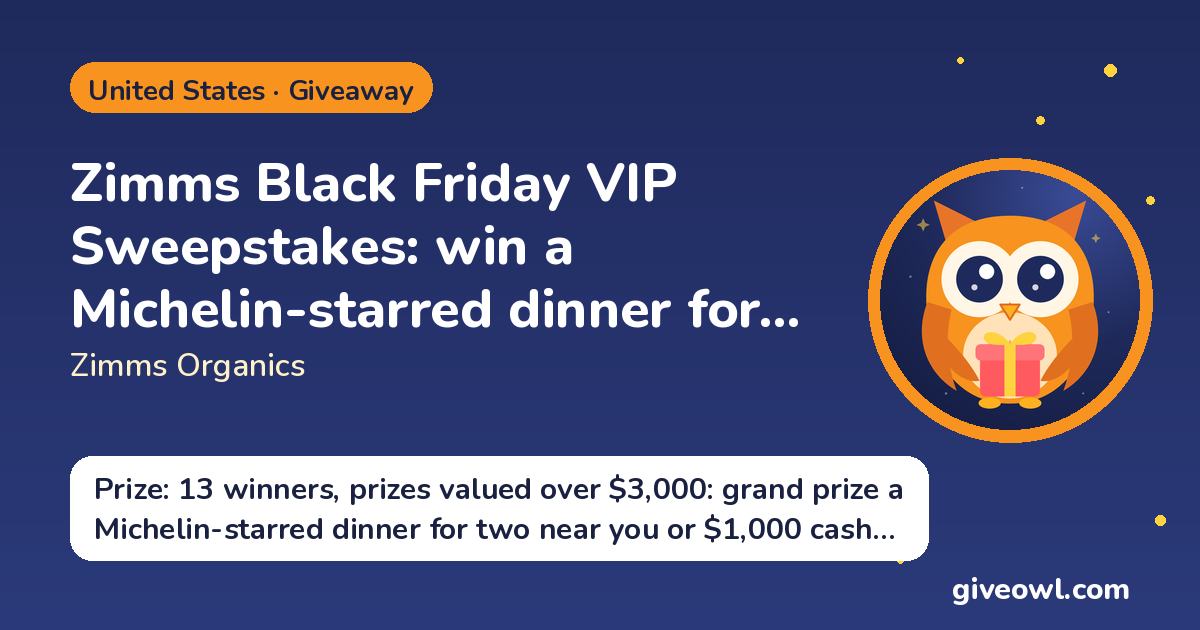 United States · Giveaway
Zimms Black Friday VIP
Sweepstakes: win a
Michelin-starred dinner for...
Zimms Organics
Prize: 13 winners, prizes valued over $3,000: grand prize a
Michelin-starred dinner for two near you or $1,000 cash...
giveowl.com